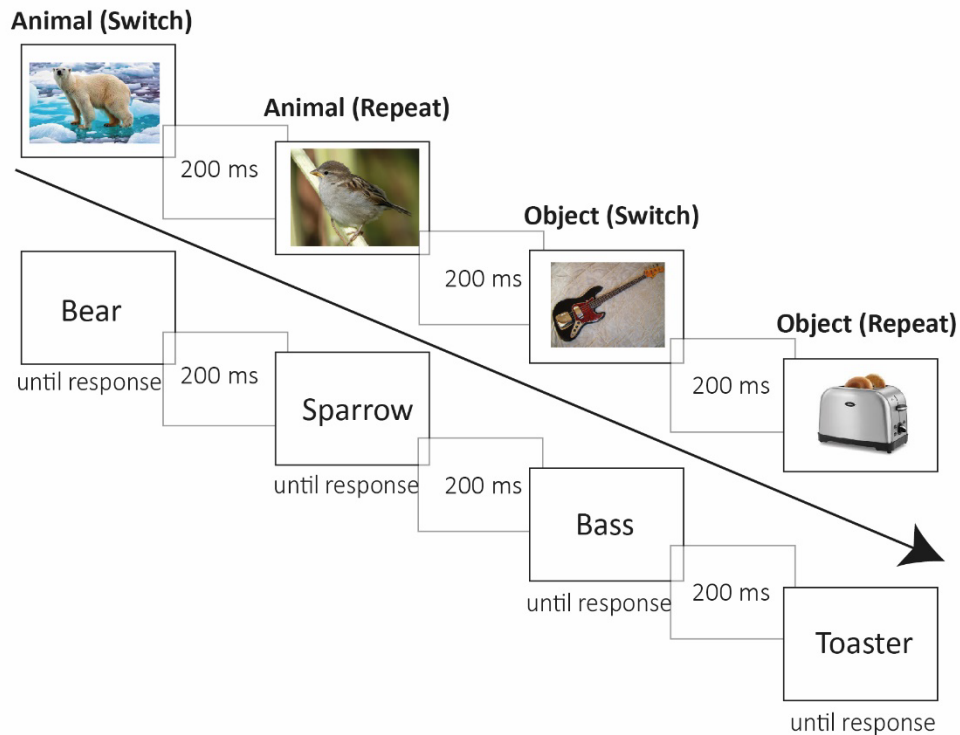 Animal (Switch)
200 ms
Animal (Repeat)
200 ms
Object (Switch)
200 ms
Object (Repeat)
Bear
until response
200 ms
Sparrow
until response
200 ms
Bass
until response
200 ms
Toaster
until response